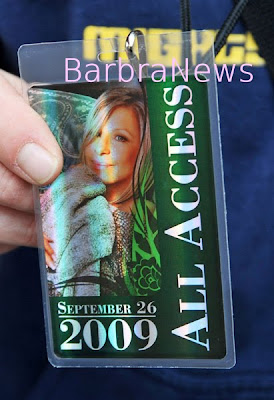 BarbraNews
ALL ACCESS
SEPTEMBER 26
2009